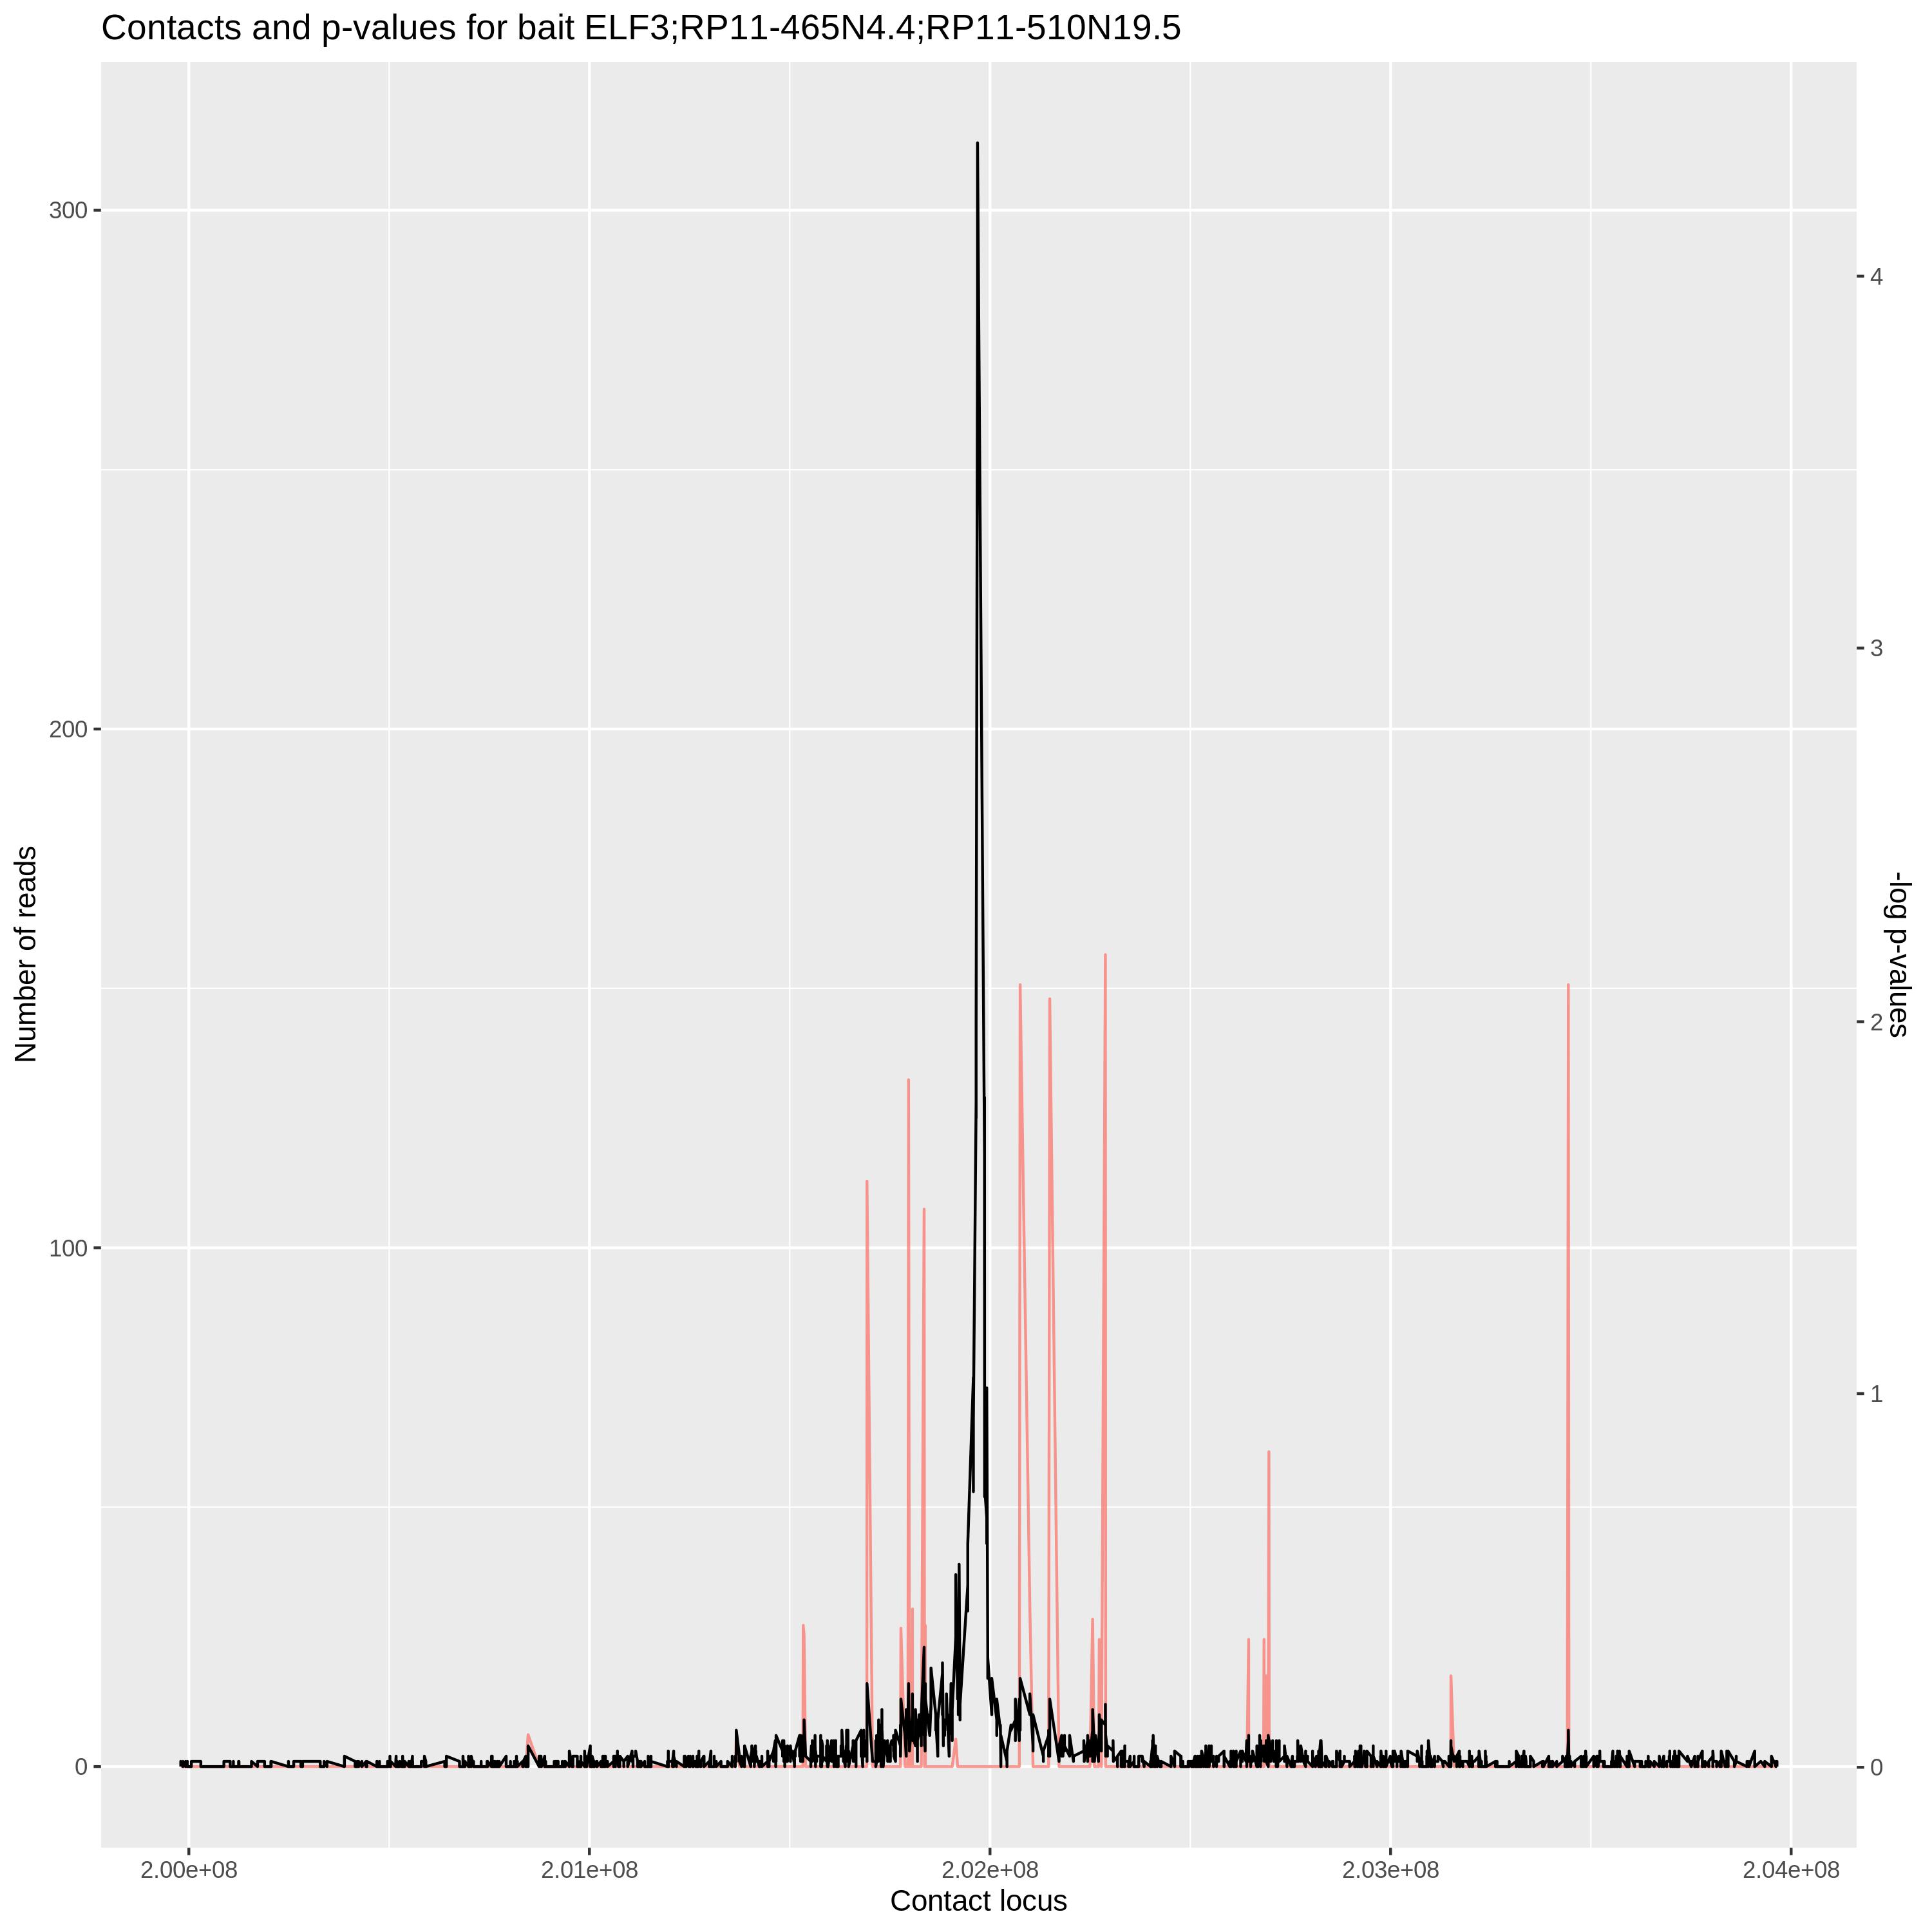 Contacts and p-values for bait ELF3;RP11-465N4.4;RP11-510N19.5
300
200
100
0
Number of reads
4
3
2
1
0
-log p-values
2.00e+08
2.01e+08
2.02e+08
2.03e+08
2.04e+08
Contact locus